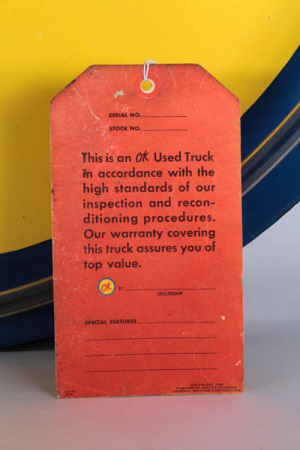 SERIAL NO.
STOCK NO.
This is an OK Used Truck
in accordance with the
high standards of our
inspection and recon-
ditioning procedures.
Our warranty covering
this truck assures you of
top value.
OK BY
DEALERSHIP
SPECIAL FEATURES